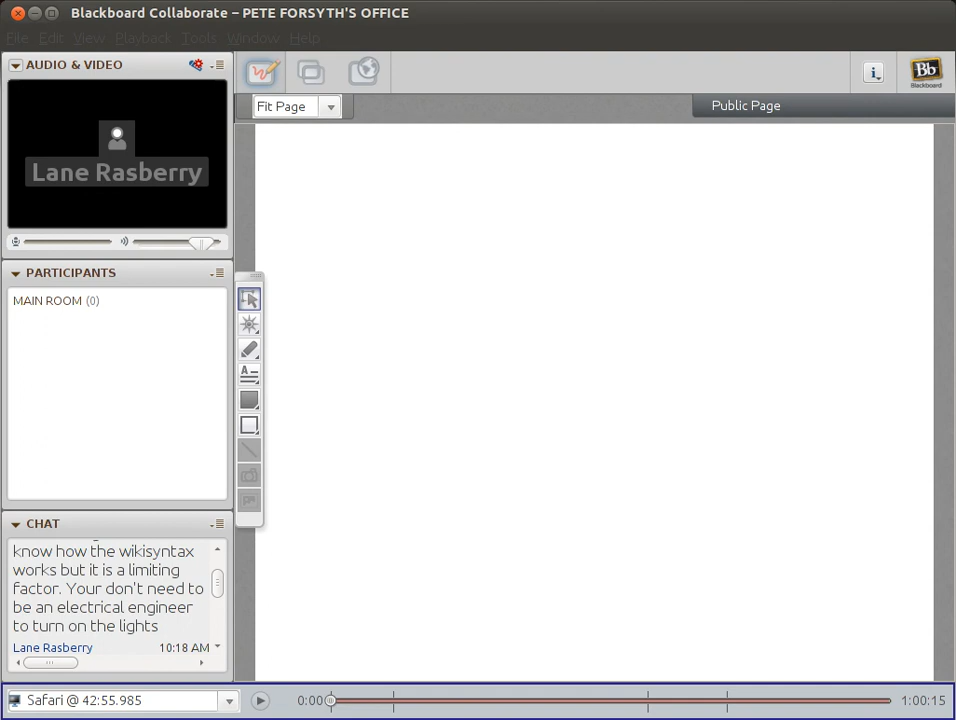 Blackboard Collaborate – PETE FORSYTH'S OFFICE
File Edit View Playback Tools Window Help
AUDIO & VIDEO
Lane Rasberry
PARTICIPANTS
MAIN ROOM (0)
CHAT
know how the wikisyntax
works but it is a limiting
factor. Your don't need to
be an electrical engineer
to turn on the lights
Lane Rasberry 10:18 AM
Fit Page
Public Page
i
Bb
Blackboard
A
Safari @ 42:55.985
0:00
1:00:15